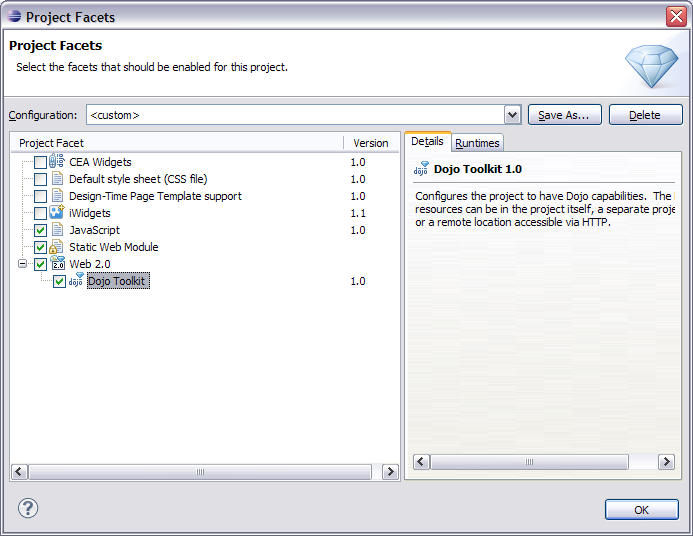 Project Facets
Project Facets
Select the facets that should be enabled for this project.
Configuration: <custom> Save As... Delete
Project Facet Version
CEA Widgets 1.0
Default style sheet (CSS file) 1.0
Design-Time Page Template support 1.0
iWidgets 1.1
JavaScript 1.0
Static Web Module
2.0 Web 2.0
dojo Dojo Toolkit 1.0
Details Runtimes
dojo Dojo Toolkit 1.0
Configures the project to have Dojo capabilities. The
resources can be in the project itself, a separate proje
or a remote location accessible via HTTP.
? OK